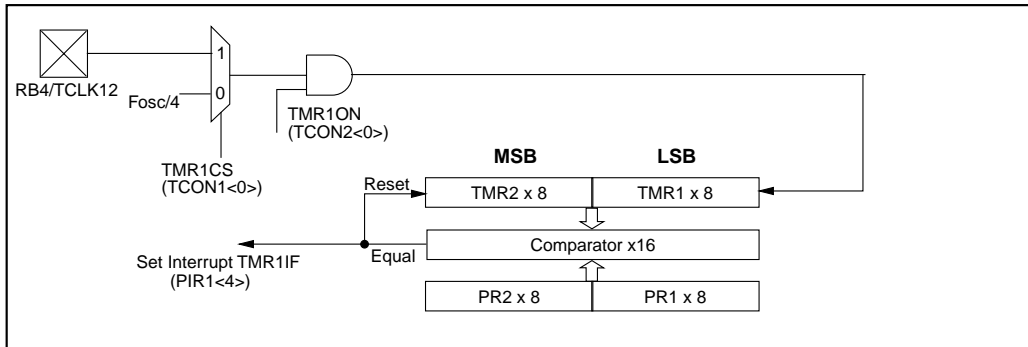 1
RB4/TCLK12
Fosc/4
0
TMR1ON
(TCON2<0>)
TMR1CS
(TCON1<0>)
MSB
LSB
Reset
TMR2 x 8
TMR1 x 8
Equal
Comparator x16
Set Interrupt TMR1IF
(PIR1<4>)
PR2 x 8
PR1 x 8